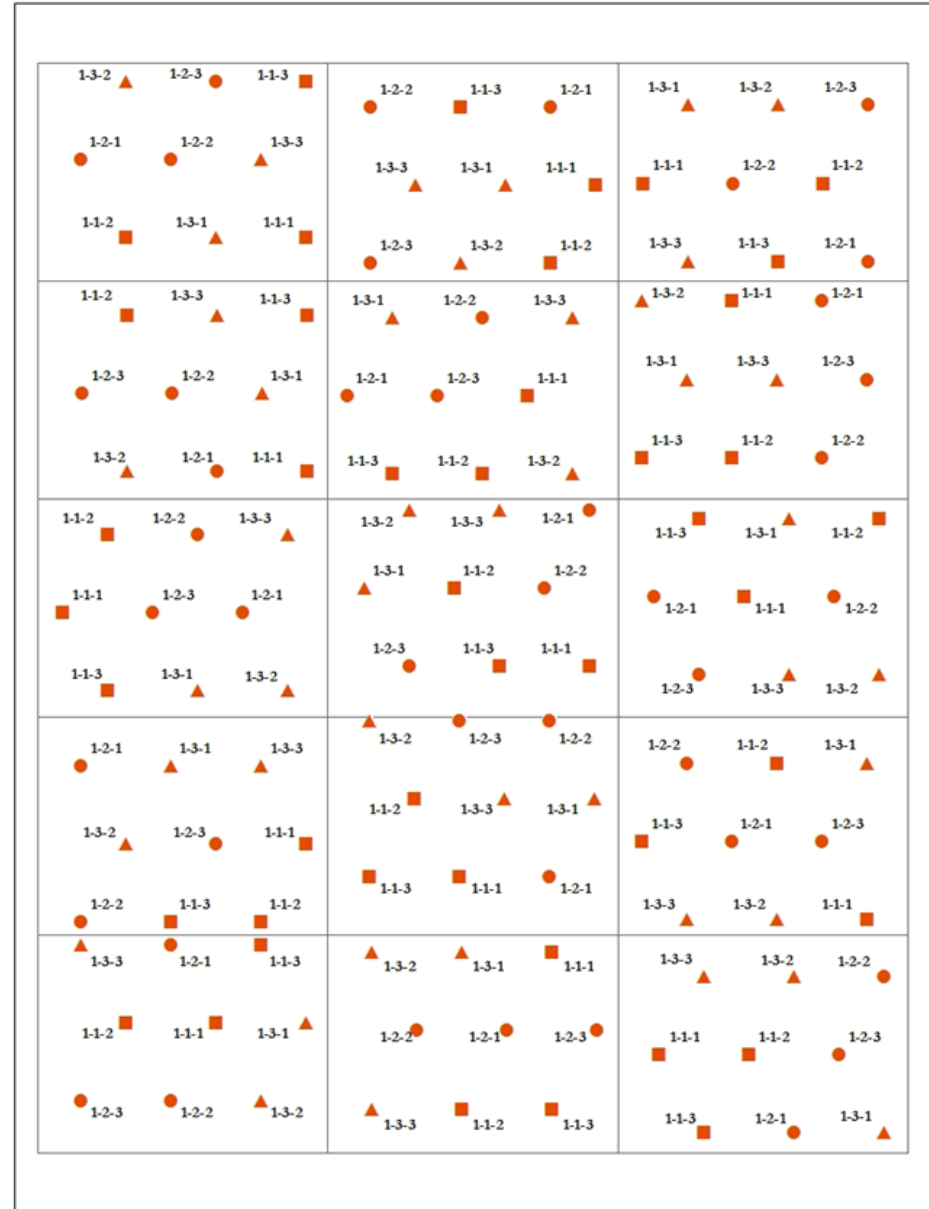 1-3-2 1-2-3 1-1-3
1-2-1 1-2-2 1-3-3
1-1-2 1-3-1 1-1-1
1-2-2 1-1-3 1-2-1
1-3-3 1-3-1 1-1-1
1-2-3 1-3-2 1-1-2
1-3-1 1-3-2 1-2-3
1-1-1 1-2-2 1-1-2
1-3-3 1-1-3 1-2-1
1-1-2 1-3-3 1-1-3
1-2-3 1-2-2 1-3-1
1-3-2 1-2-1 1-1-1
1-3-1 1-2-2 1-3-3
1-2-1 1-2-3 1-1-1
1-1-3 1-1-2 1-3-2
1-3-2 1-1-1 1-2-1
1-3-1 1-3-3 1-2-3
1-1-3 1-1-2 1-2-2
1-1-2 1-2-2 1-3-3
1-1-1 1-2-3 1-2-1
1-1-3 1-3-1 1-3-2
1-3-2 1-3-3 1-2-1
1-3-1 1-1-2 1-2-2
1-2-3 1-1-3 1-1-1
1-1-3 1-3-1 1-1-2
1-2-1 1-1-1 1-2-2
1-2-3 1-3-3 1-3-2
1-2-1 1-3-1 1-3-3
1-3-2 1-2-3 1-1-1
1-2-2 1-1-3 1-1-2
1-3-2 1-2-3 1-2-2
1-1-2 1-3-3 1-3-1
1-1-3 1-1-1 1-2-1
1-2-2 1-1-2 1-3-1
1-1-3 1-2-1 1-2-3
1-3-3 1-3-2 1-1-1
1-3-3 1-2-1 1-1-3
1-1-2 1-1-1 1-3-1
1-2-3 1-2-2 1-3-2
1-3-2 1-3-1 1-1-1
1-2-2 1-2-1 1-2-3
1-3-3 1-1-2 1-1-3
1-3-3 1-3-2 1-2-2
1-1-1 1-1-2 1-2-3
1-1-3 1-2-1 1-3-1